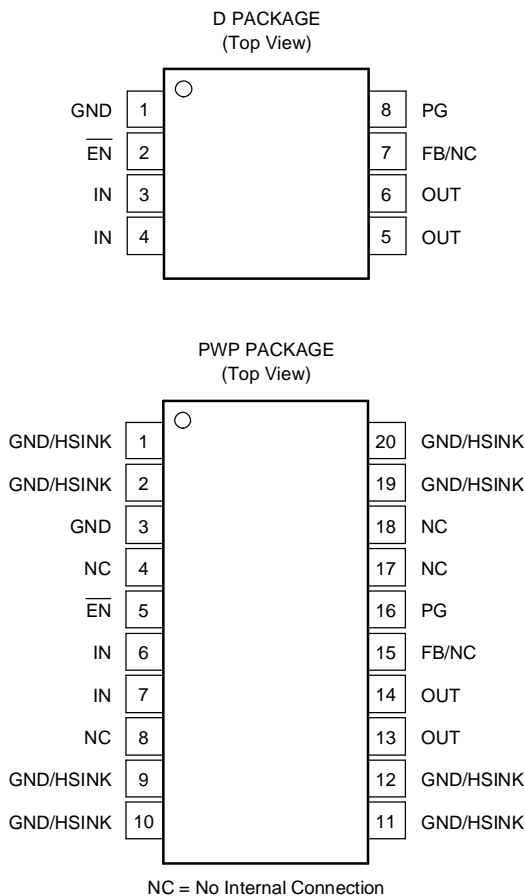 D PACKAGE
(Top View)
GND 1 8 PG
EN 2 7 FB/NC
IN 3 6 OUT
IN 4 5 OUT
PWP PACKAGE
(Top View)
GND/HSINK 1 20 GND/HSINK
GND/HSINK 2 19 GND/HSINK
GND 3 18 NC
NC 4 17 NC
EN 5 16 PG
IN 6 15 FB/NC
IN 7 14 OUT
NC 8 13 OUT
GND/HSINK 9 12 GND/HSINK
GND/HSINK 10 11 GND/HSINK
NC = No Internal Connection